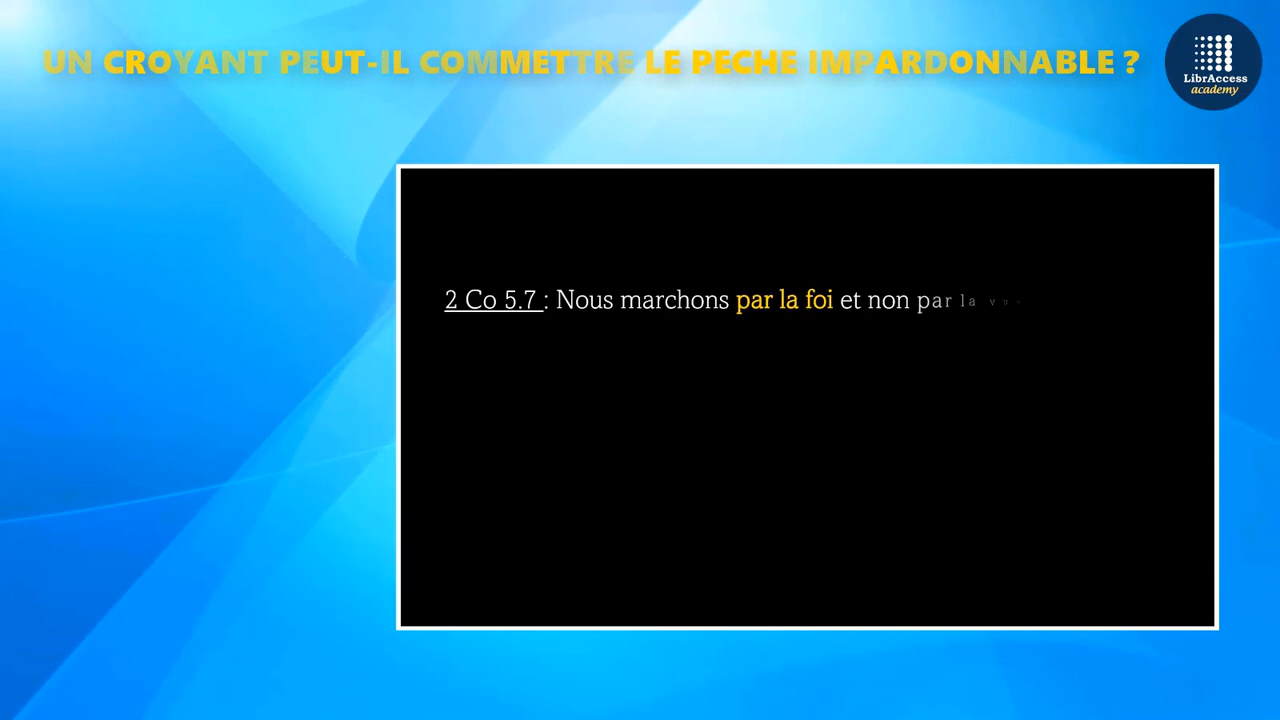 UN CROYANT PEUT-IL COMMETTRE LE PECHE IMPARDONNABLE ?
LibrAccess
academy
2 Co 5.7 : Nous marchons par la foi et non par la